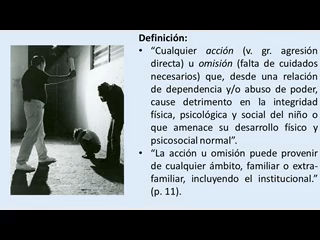 Definición:
• “Cualquier acción (v. gr. agresión
directa) u omisión (falta de cuidados
necesarios) que, desde una relación
de dependencia y/o abuso de poder,
cause detrimento en la integridad
física, psicológica y social del niño o
que amenace su desarrollo físico y
psicosocial normal”.
• “La acción u omisión puede provenir
de cualquier ámbito, familiar o extra-
familiar, incluyendo el institucional.”
(p. 11).